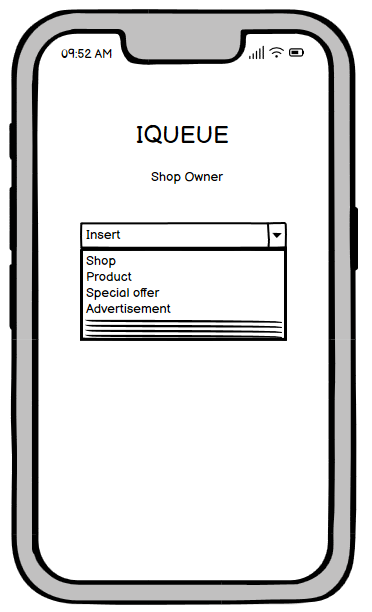 09:52 AM
IQUEUE
Shop Owner
Insert
Shop
Product
Special offer
Advertisement